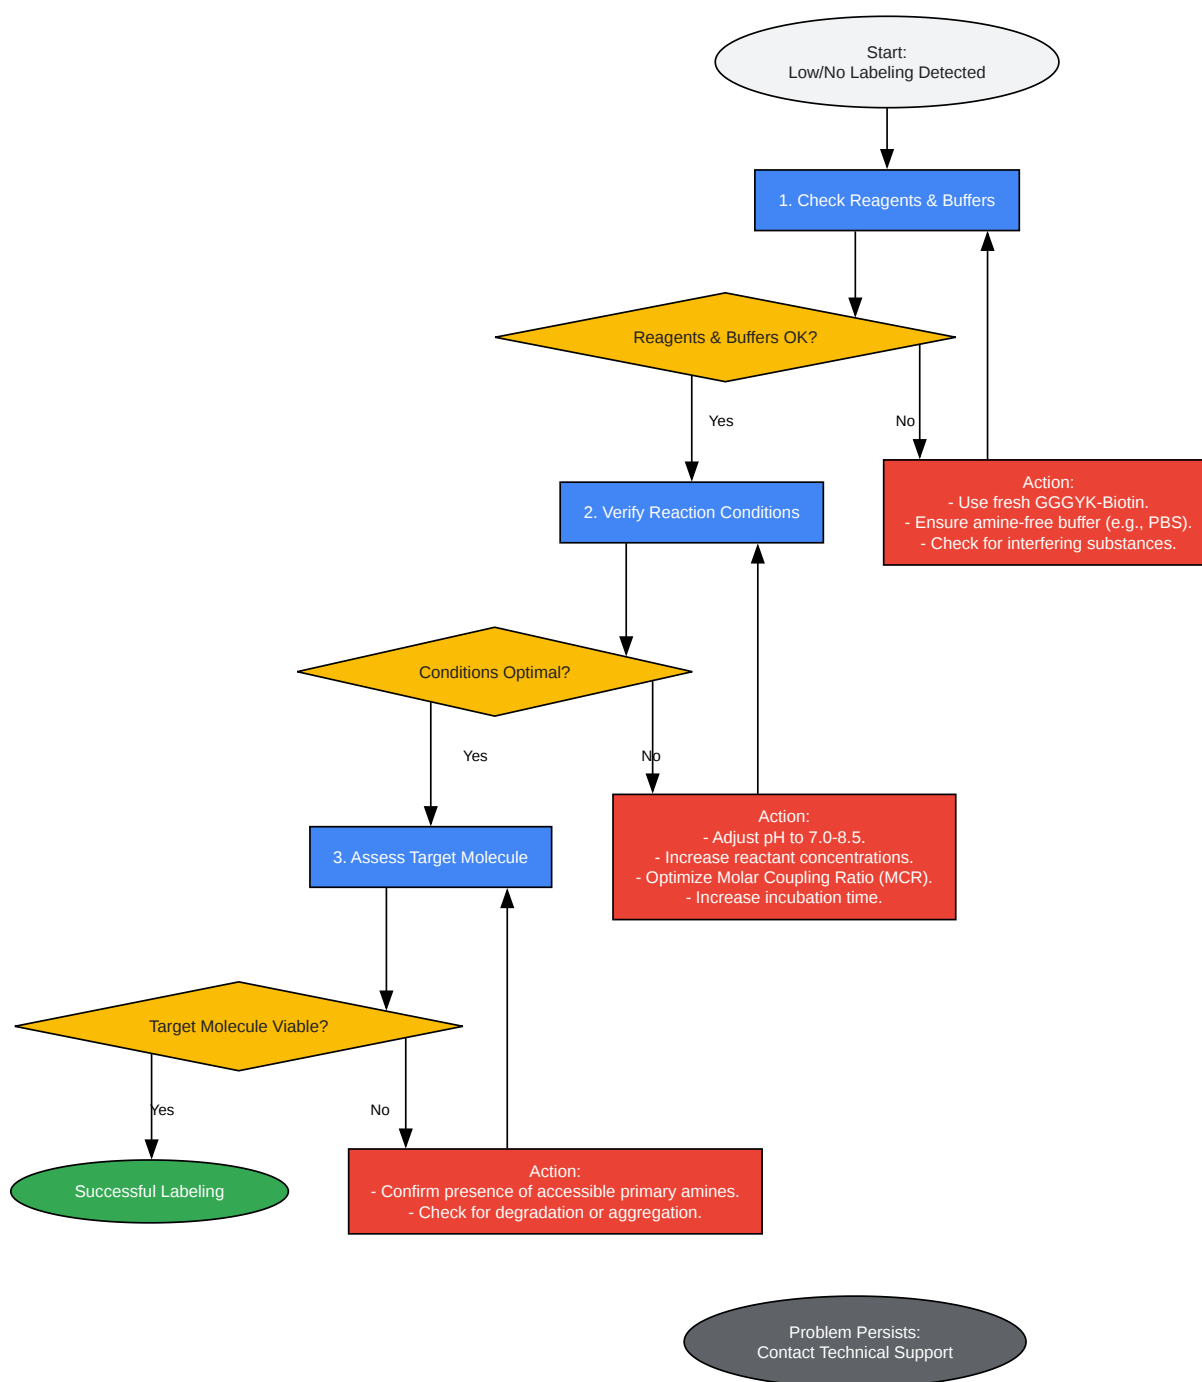 Start:
Low/No Labeling Detected
1. Check Reagents & Buffers
Reagents & Buffers OK?
Yes
No
Action:
- Use fresh GGGYK-Biotin.
- Ensure amine-free buffer (e.g., PBS).
- Check for interfering substances.
2. Verify Reaction Conditions
Conditions Optimal?
Yes
No
Action:
- Adjust pH to 7.0-8.5.
- Increase reactant concentrations.
- Optimize Molar Coupling Ratio (MCR).
- Increase incubation time.
3. Assess Target Molecule
Target Molecule Viable?
Yes
No
Successful Labeling
Action:
- Confirm presence of accessible primary amines.
- Check for degradation or aggregation.
Problem Persists:
Contact Technical Support